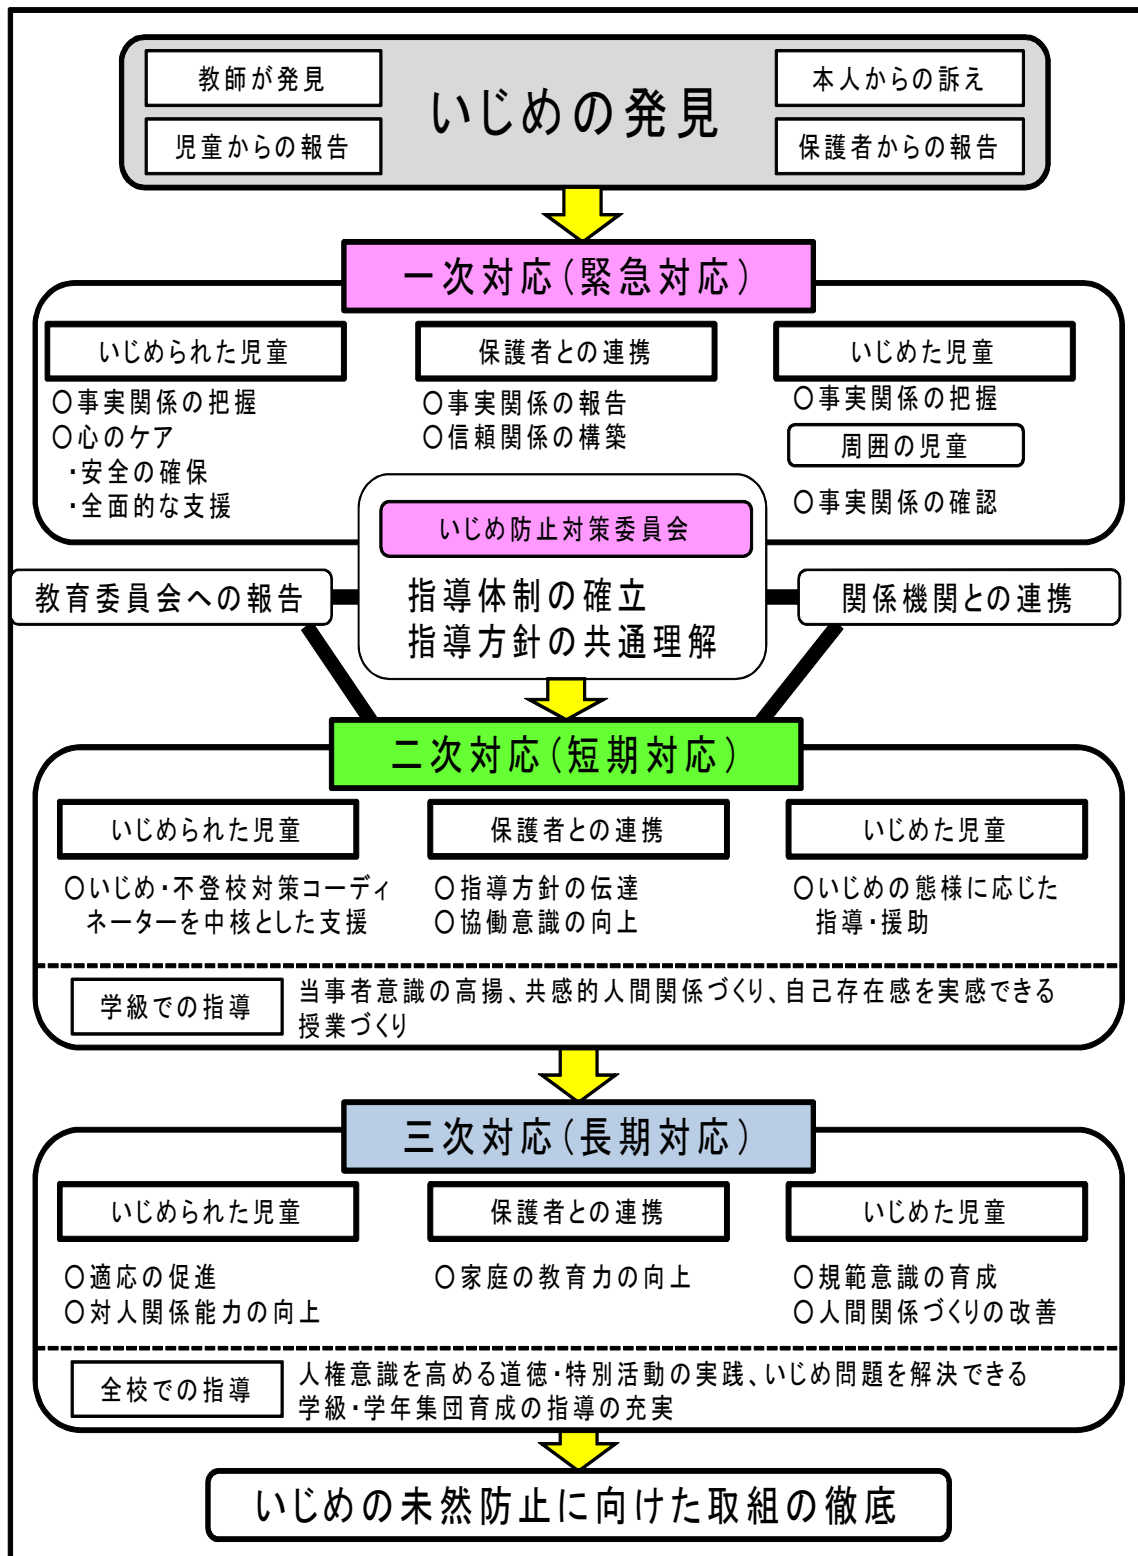 教師が発見
児童からの報告
いじめの発見
本人からの訴え
保護者からの報告
一次対応(緊急対応)
いじめられた児童
○事実関係の把握
○心のケア
・安全の確保
・全面的な支援
保護者との連携
○事実関係の報告
○信頼関係の構築
いじめた児童
○事実関係の把握
周囲の児童
○事実関係の確認
いじめ防止対策委員会
指導体制の確立
指導方針の共通理解
教育委員会への報告
関係機関との連携
二次対応(短期対応)
いじめられた児童
○いじめ・不登校対策コーディ
ネーターを中核とした支援
保護者との連携
○指導方針の伝達
○協働意識の向上
いじめた児童
○いじめの態様に応じた
指導・援助
学級での指導
当事者意識の高揚、共感的人間関係づくり、自己存在感を実感できる
授業づくり
三次対応(長期対応)
いじめられた児童
○適応の促進
○対人関係能力の向上
保護者との連携
○家庭の教育力の向上
いじめた児童
○規範意識の育成
○人間関係づくりの改善
全校での指導
人権意識を高める道徳・特別活動の実践、いじめ問題を解決できる
学級・学年集団育成の指導の充実
いじめの未然防止に向けた取組の徹底